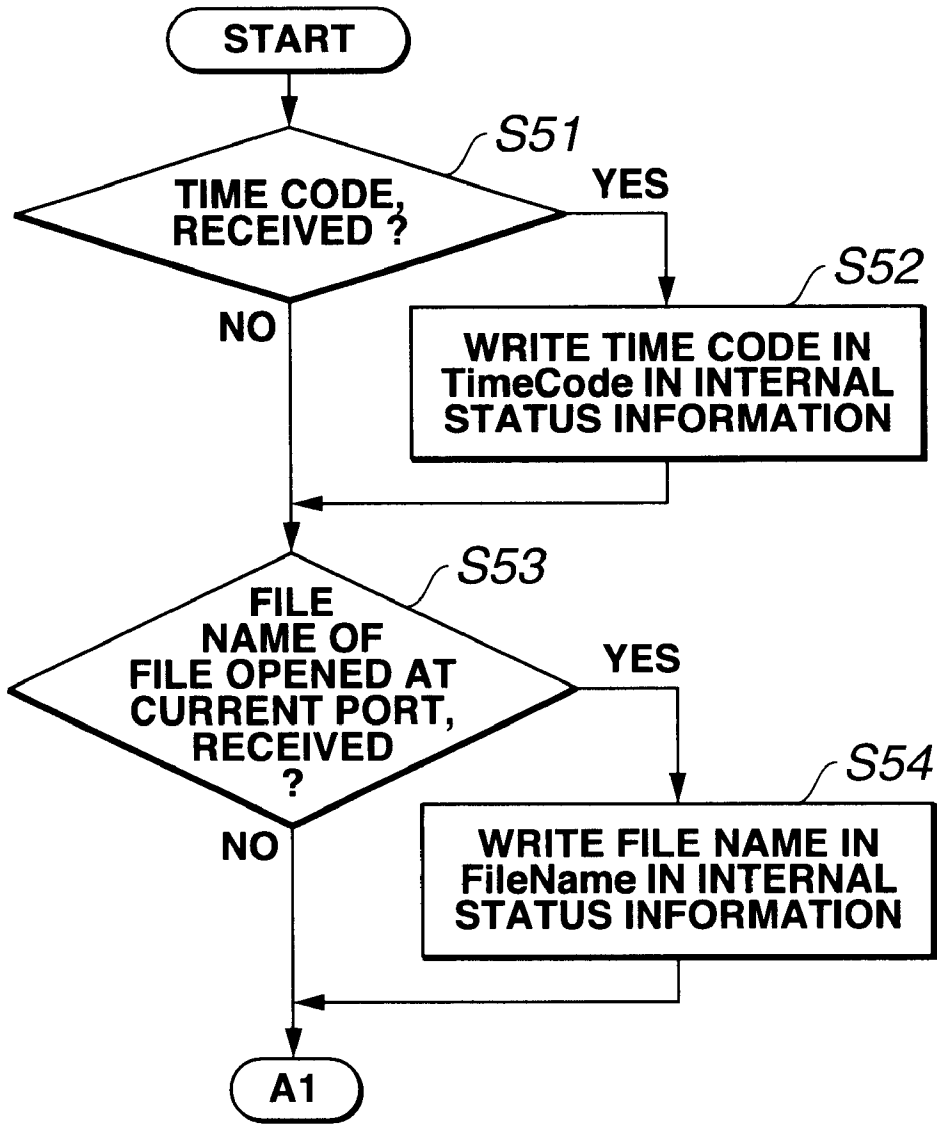 START
S51
TIME CODE,
RECEIVED ?
YES
NO
S52
WRITE TIME CODE IN
TimeCode IN INTERNAL
STATUS INFORMATION
S53
FILE
NAME OF
FILE OPENED AT
CURRENT PORT,
RECEIVED
?
YES
NO
S54
WRITE FILE NAME IN
FileName IN INTERNAL
STATUS INFORMATION
A1